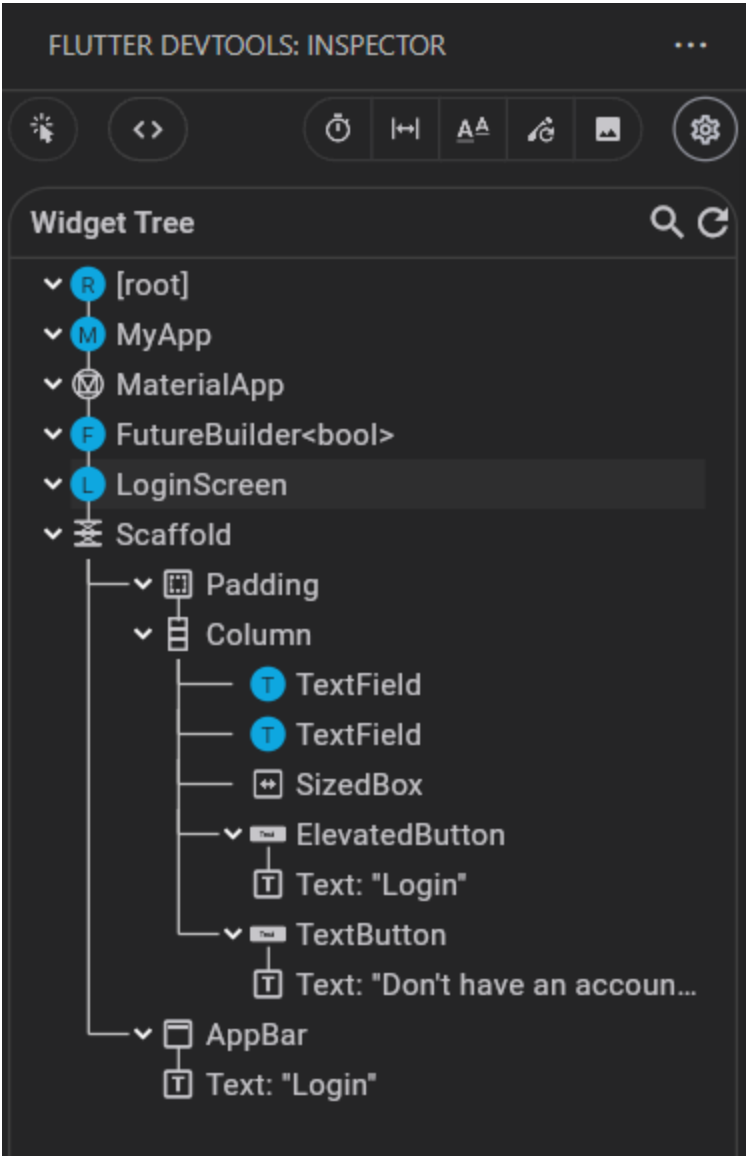 FLUTTER DEVTOOLS: INSPECTOR
Widget Tree
R [root]
M MyApp
MaterialApp
F FutureBuilder<bool>
L LoginScreen
Scaffold
Padding
Column
T TextField
T TextField
SizedBox
ElevatedButton
T Text: "Login"
TextButton
T Text: "Don't have an accoun...
AppBar
T Text: "Login"